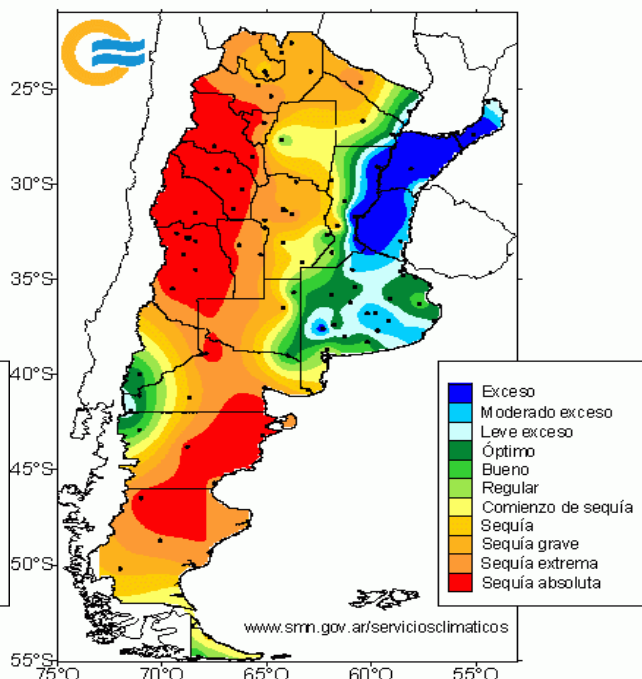 25°S
30°S
35°S
40°S
45°S
50°S
55°S
75°O
70°O
65°O
60°O
55°O
Exceso
Moderado exceso
Leve exceso
Óptimo
Bueno
Regular
Comienzo de sequía
Sequía
Sequía grave
Sequía extrema
Sequía absoluta
www.smn.gov.ar/serviciosclimaticos